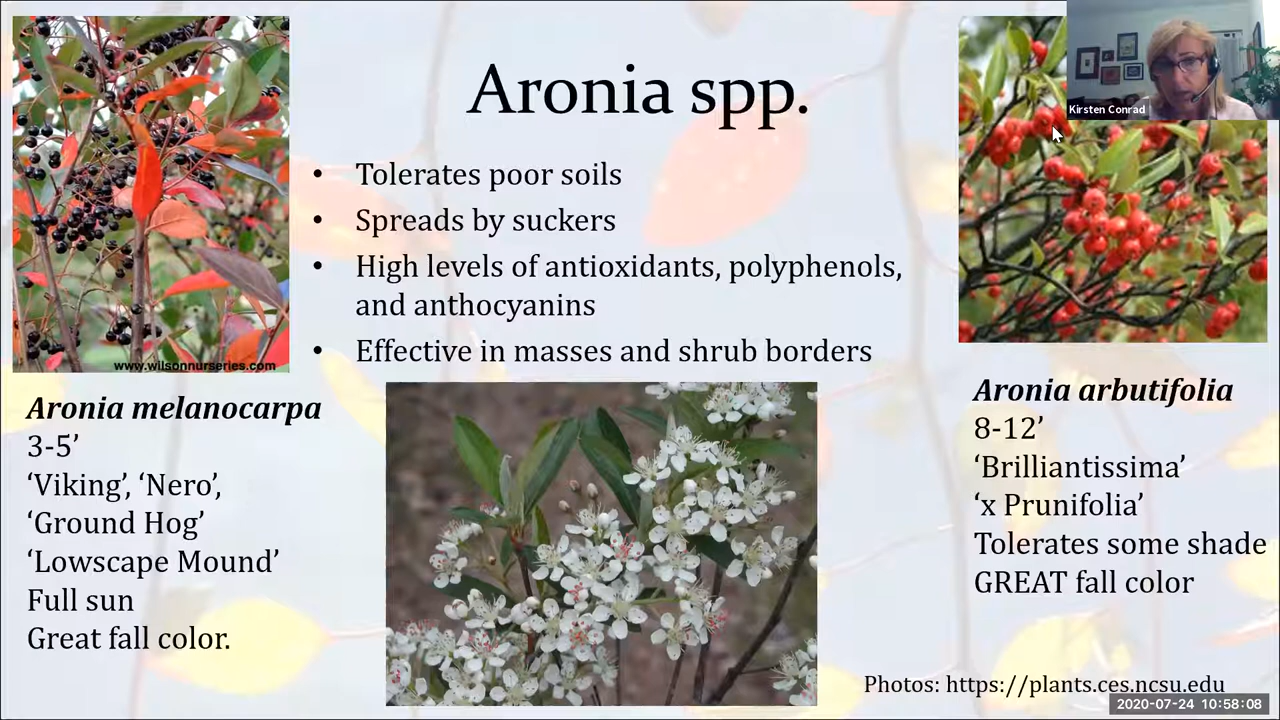 Aronia spp.
• Tolerates poor soils
• Spreads by suckers
• High levels of antioxidants, polyphenols,
and anthocyanins
• Effective in masses and shrub borders
www.wilsonnurseries.com
Aronia melanocarpa
3-5’
‘Viking’, ‘Nero’,
‘Ground Hog’
‘Lowscape Mound’
Full sun
Great fall color.
Kirsten Conrad
Aronia arbutifolia
8-12’
‘Brilliantissima’
‘x Prunifolia’
Tolerates some shade
GREAT fall color
Photos: https://plants.ces.ncsu.edu
2020-07-24 10:58:08